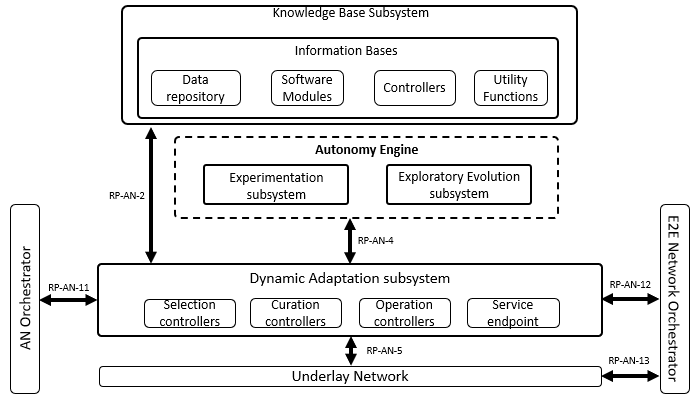 Knowledge Base Subsystem
Information Bases
Data
repository
Software
Modules
Controllers
Utility
Functions
Autonomy Engine
Experimentation
subsystem
Exploratory Evolution
subsystem
RP-AN-2
RP-AN-4
AN Orchestrator
RP-AN-11
Dynamic Adaptation subsystem
Selection
controllers
Curation
controllers
Operation
controllers
Service
endpoint
RP-AN-12
E2E Network Orchestrator
RP-AN-5
RP-AN-13
Underlay Network